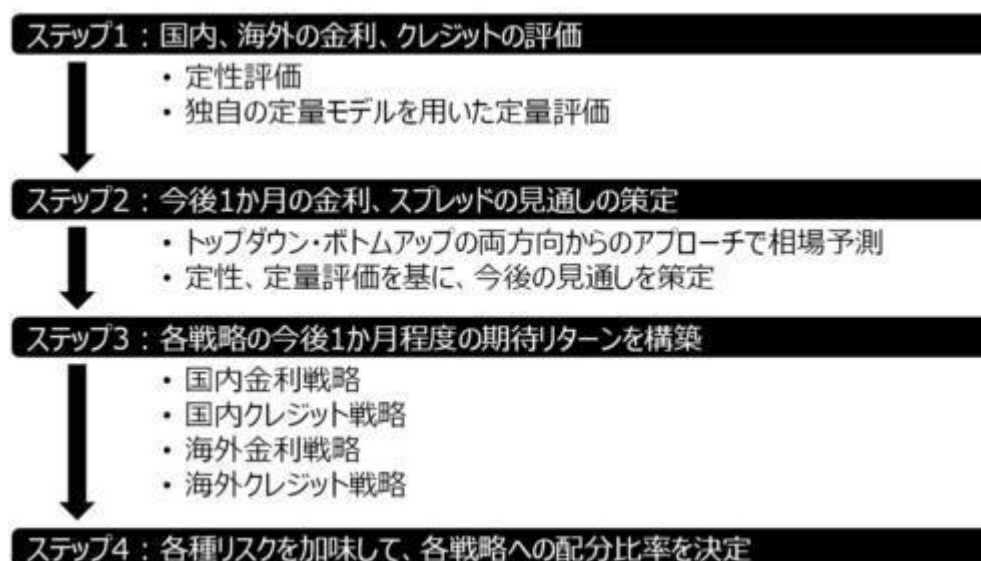 ステップ1：国内、海外の金利、クレジットの評価
・定性評価
・独自の定量モデルを用いた定量評価
ステップ2：今後1か月の金利、スプレッドの見通しの策定
・トップダウン・ボトムアップの両方向からのアプローチで相場予測
・定性、定量評価を基に、今後の見通しを策定
ステップ3：各戦略の今後1か月程度の期待リターンを構築
・国内金利戦略
・国内クレジット戦略
・海外金利戦略
・海外クレジット戦略
ステップ4：各種リスクを加味して、各戦略への配分比率を決定